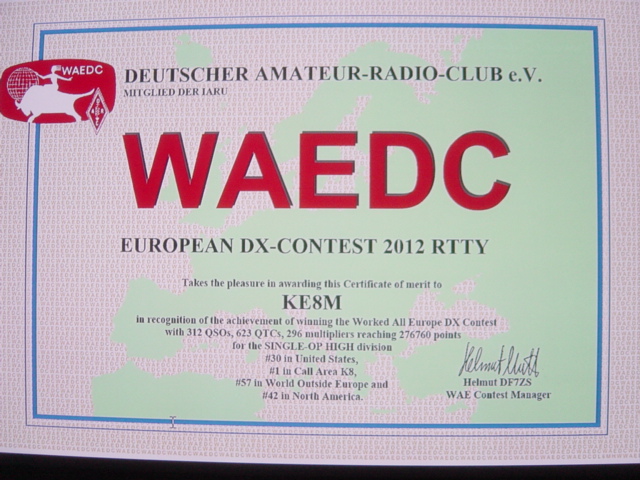 WAEDC
DEUTSCHER AMATEUR-RADIO-CLUB e.V.
MITGLIED DER IARU
WAEDC
EUROPEAN DX-CONTEST 2012 RTTY
Takes the pleasure in awarding this Certificate of merit to
KE8M
in recognition of the achievement of winning the Worked All Europe DX Contest
with 312 QSOs, 623 QTCs, 296 multipliers reaching 276760 points
for the SINGLE-OP HIGH division
#30 in United States,
#1 in Call Area K8,
#57 in World Outside Europe and
#42 in North America.
Helmut DF7ZS
WAE Contest Manager